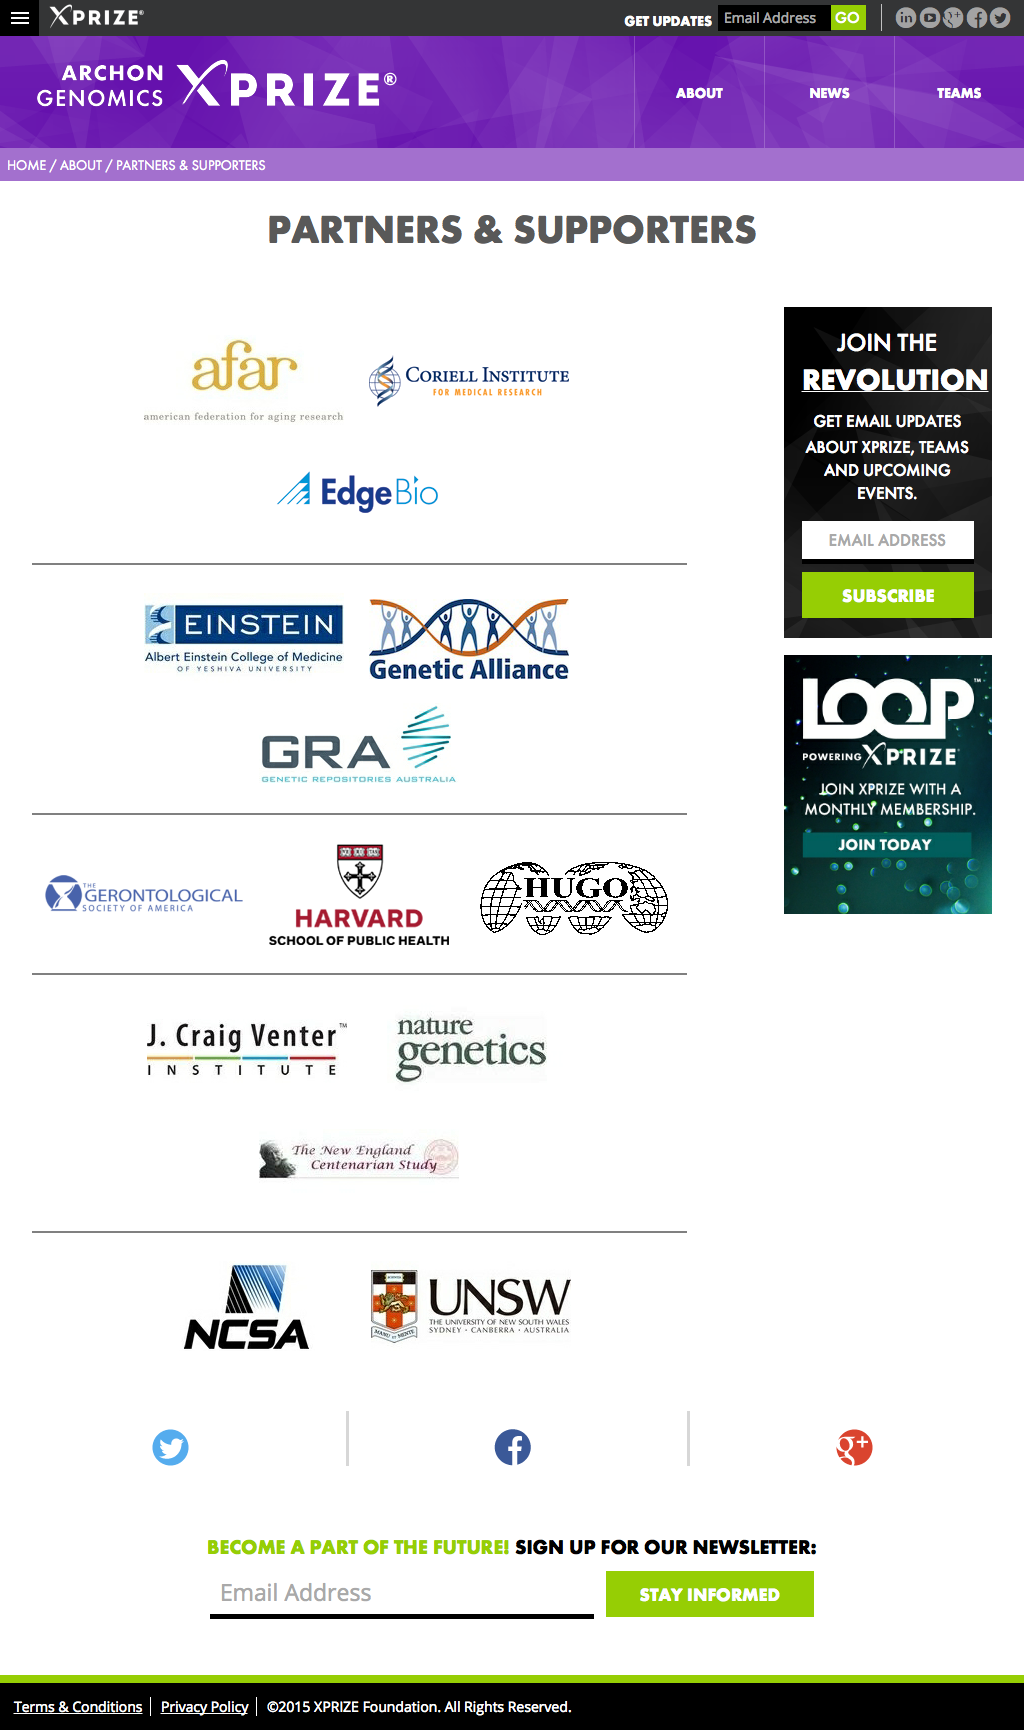 XPRIZE®
GET UPDATES
Email Address
GO
ARCHON
GENOMICS
XPRIZE®
ABOUT
NEWS
TEAMS
HOME / ABOUT / PARTNERS & SUPPORTERS
PARTNERS & SUPPORTERS
afar
american federation for aging research
CORIELL INSTITUTE
FOR MEDICAL RESEARCH
EdgeBio
EINSTEIN
Albert Einstein College of Medicine
OF YESHIVA UNIVERSITY
Genetic Alliance
GRA
GENETIC REPOSITORIES AUSTRALIA
THE
GERONTOLOGICAL
SOCIETY OF AMERICA
HARVARD
SCHOOL OF PUBLIC HEALTH
HUGO
J. Craig Venter™
INSTITUTE
nature
genetics
The New England
Centenarian Study
NCSA
UNSW
THE UNIVERSITY OF NEW SOUTH WALES
SYDNEY · CANBERRA · AUSTRALIA
JOIN THE
REVOLUTION
GET EMAIL UPDATES
ABOUT XPRIZE, TEAMS
AND UPCOMING
EVENTS.
EMAIL ADDRESS
SUBSCRIBE
LOOP™
POWERING XPRIZE
JOIN XPRIZE WITH A
MONTHLY MEMBERSHIP.
JOIN TODAY
BECOME A PART OF THE FUTURE! SIGN UP FOR OUR NEWSLETTER:
Email Address
STAY INFORMED
Terms & Conditions
Privacy Policy
©2015 XPRIZE Foundation. All Rights Reserved.